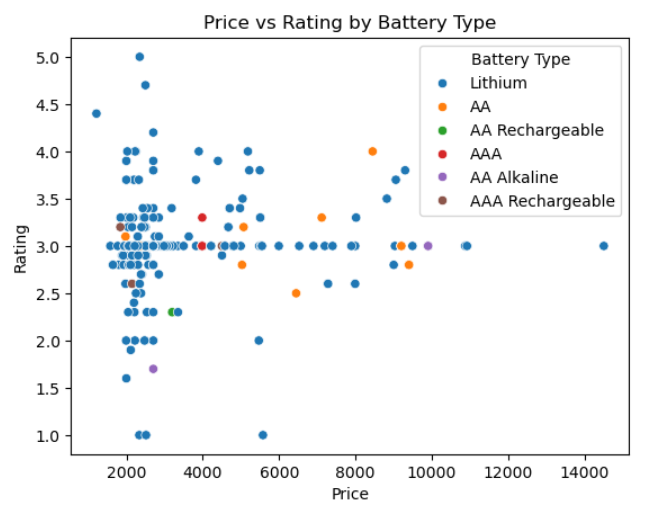 Price vs Rating by Battery Type
Battery Type
Lithium
AA
AA Rechargeable
AAA
AA Alkaline
AAA Rechargeable
5.0
4.5
4.0
3.5
3.0
2.5
2.0
1.5
1.0
Rating
2000 4000 6000 8000 10000 12000 14000
Price